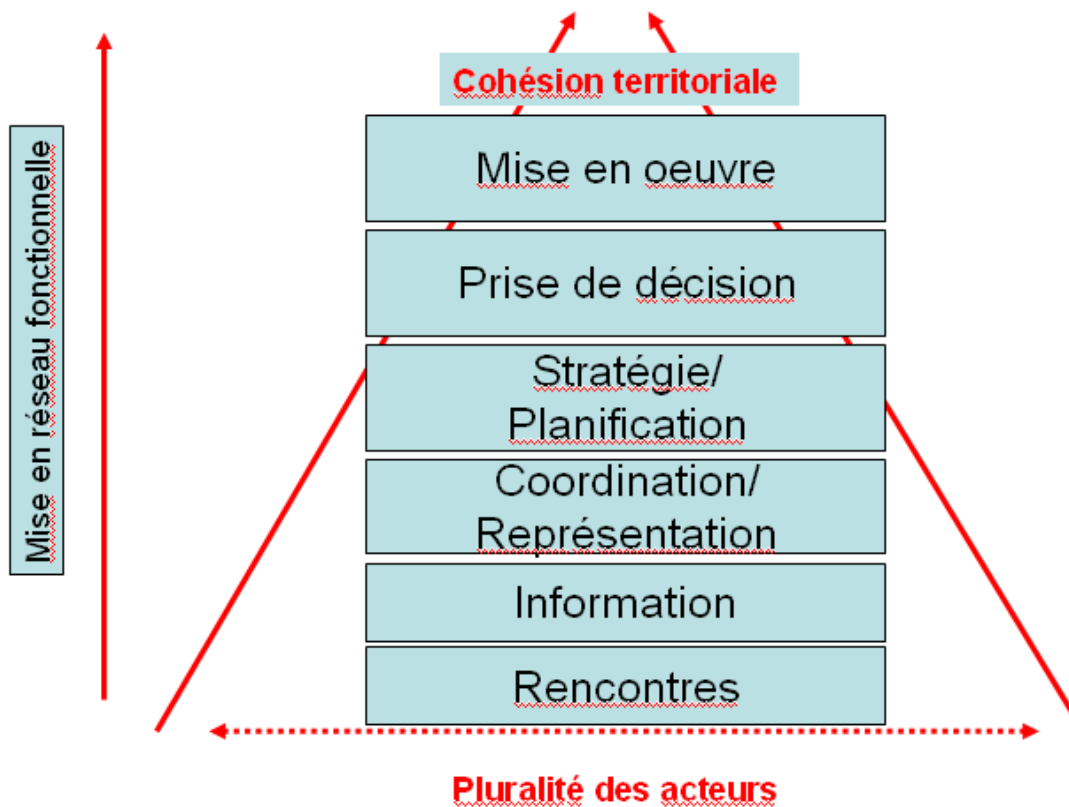 Cohésion territoriale
Mise en réseau fonctionnelle
Mise en oeuvre
Prise de décision
Stratégie/
Planification
Coordination/
Représentation
Information
Rencontres
Pluralité des acteurs